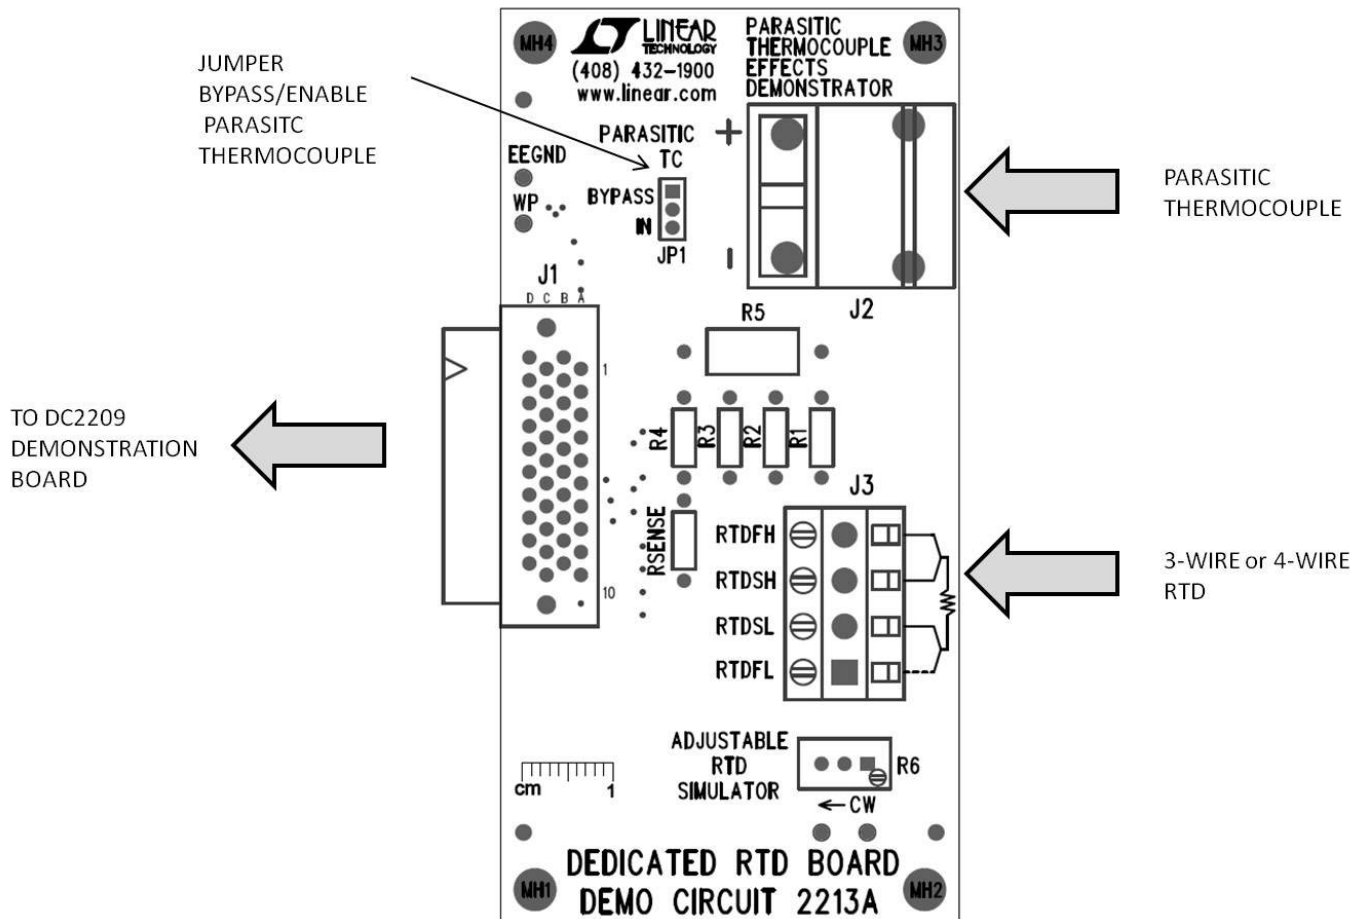 JUMPER
BYPASS/ENABLE
PARASITC
THERMOCOUPLE
MH4
LINEAR
TECHNOLOGY
(408) 432-1900
www.linear.com
PARASITIC
THERMOCOUPLE
EFFECTS
DEMONSTRATOR
MH3
PARASITIC
TC
BYPASS
IN
JP1
EEGND
WP
+
-
J2
PARASITIC
THERMOCOUPLE
J1
D C B A
1
10
TO DC2209
DEMONSTRATION
BOARD
R5
R4
R3
R2
R1
RSENSE
J3
RTDFH
RTDSH
RTDSL
RTDFL
3-WIRE or 4-WIRE
RTD
ADJUSTABLE
RTD
SIMULATOR
R6
←CW
cm 1
DEDICATED RTD BOARD
DEMO CIRCUIT 2213A
MH1
MH2